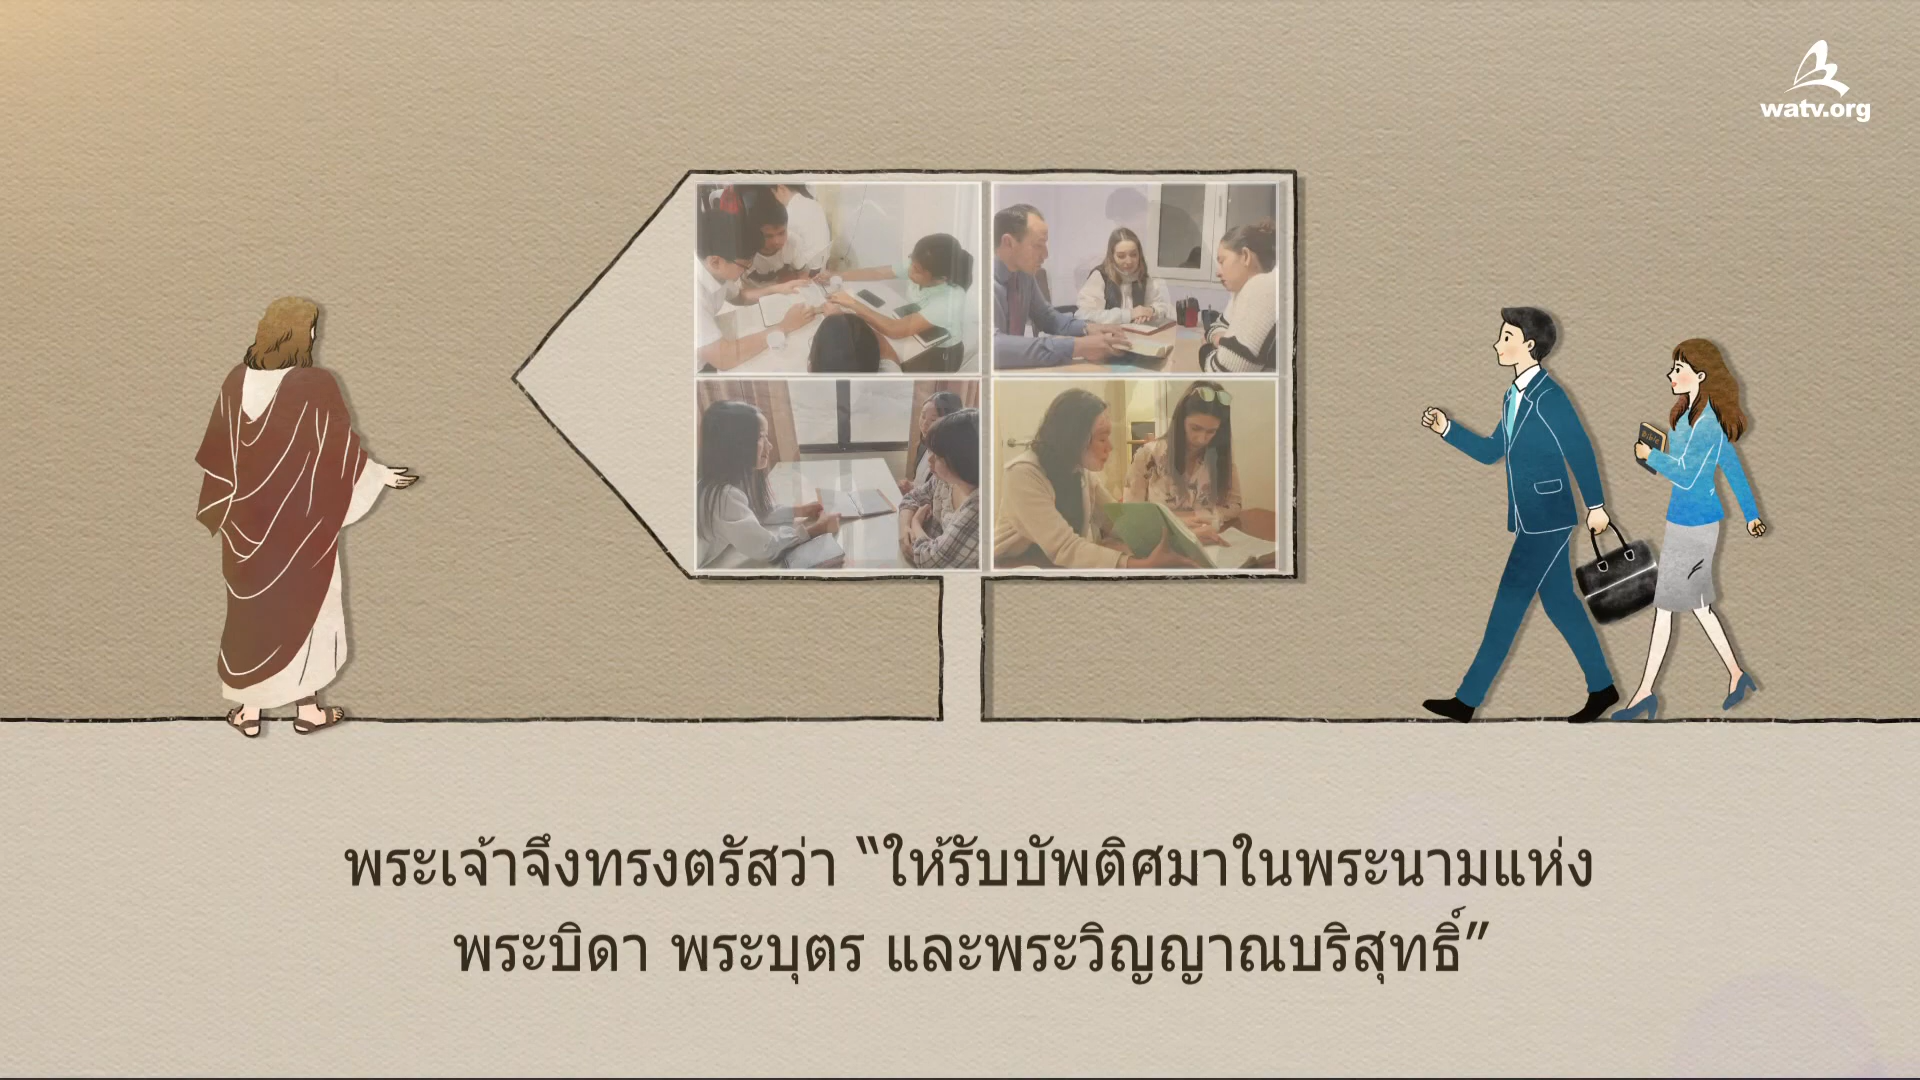 watv.org
Bible
พระเจ้าจึงทรงตรัสว่า “ให้รับบัพติศมาในพระนามแห่ง
พระบิดา พระบุตร และพระวิญญาณบริสุทธิ์”